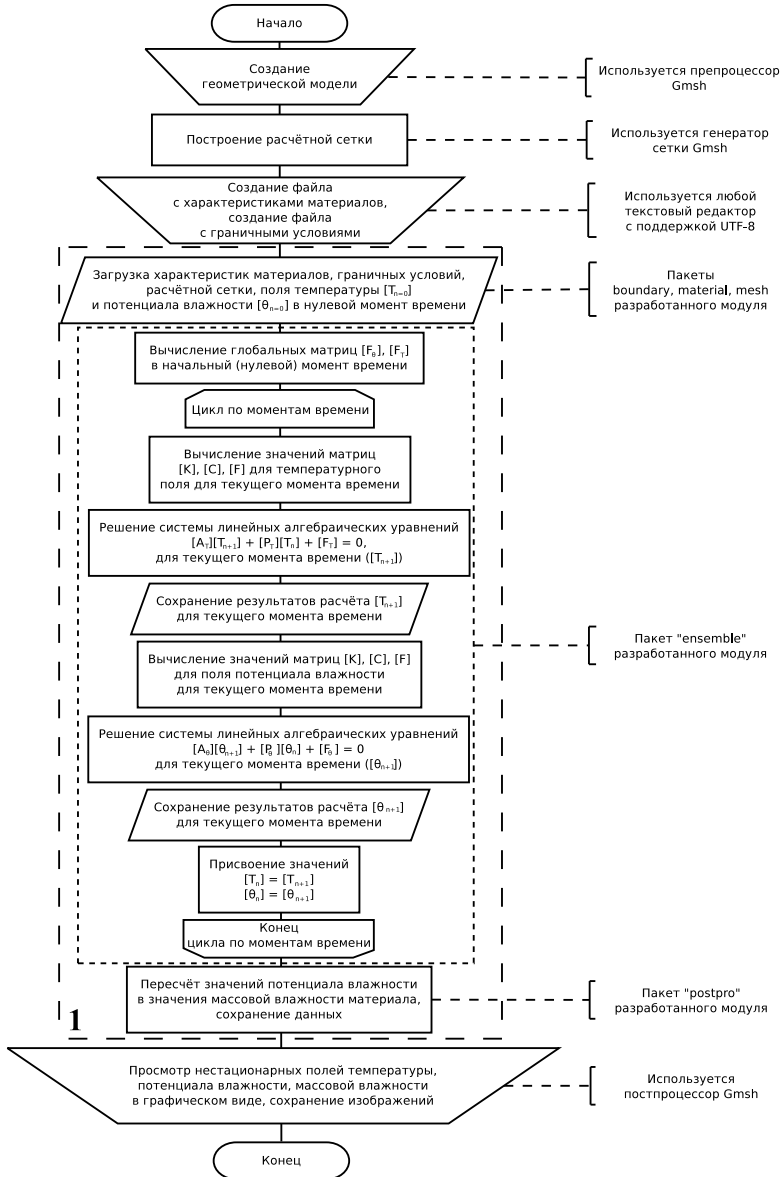 Начало
Создание
геометрической модели
Используется препроцессор
Gmsh
Построение расчётной сетки
Используется генератор
сетки Gmsh
Создание файла
с характеристиками материалов,
создание файла
с граничными условиями
Используется любой
текстовый редактор
с поддержкой UTF-8
Загрузка характеристик материалов, граничных условий,
расчётной сетки, поля температуры [Tn=0]
и потенциала влажности [θn=0] в нулевой момент времени
Пакеты
boundary, material, mesh
разработанного модуля
Вычисление глобальных матриц [Fθ], [FT]
в начальный (нулевой) момент времени
Цикл по моментам времени
Вычисление значений матриц
[K], [C], [F] для температурного
поля для текущего момента времени
Решение системы линейных алгебраических уравнений
[AT][Tn+1] + [PT][Tn] + [FT] = 0,
для текущего момента времени ([Tn+1])
Сохранение результатов расчёта [Tn+1]
для текущего момента времени
Вычисление значений матриц [K], [C], [F]
для поля потенциала влажности
для текущего момента времени
Пакет "ensemble"
разработанного модуля
Решение системы линейных алгебраических уравнений
[Aθ][θn+1] + [Pθ][θn] + [Fθ] = 0
для текущего момента времени ([θn+1])
Сохранение результатов расчёта [θn+1]
для текущего момента времени
Присвоение значений
[Tn] = [Tn+1]
[θn] = [θn+1]
Конец
цикла по моментам времени
Пересчёт значений потенциала влажности
в значения массовой влажности материала,
сохранение данных
Пакет "postpro"
разработанного модуля
1
Просмотр нестационарных полей температуры,
потенциала влажности, массовой влажности
в графическом виде, сохранение изображений
Используется
постпроцессор Gmsh
Конец